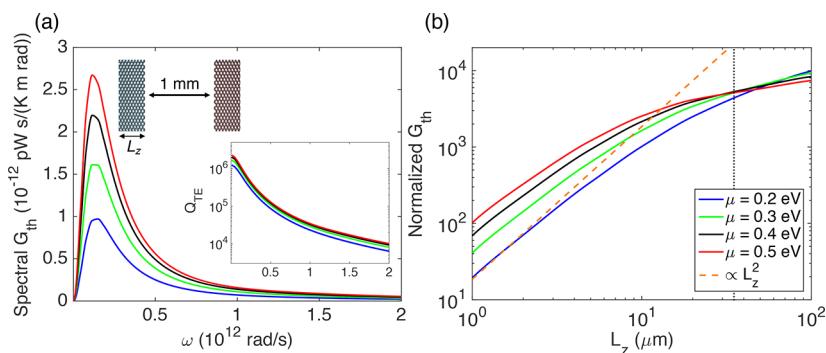 (a)
Spectral G_th (10^-12 pW s/(K m rad))
3
2.5
2
1.5
1
0.5
0
1 mm
L_z
Q_TE
10^6
10^5
10^4
0.5 1 1.5 2
0.5 1 1.5 2
ω (10^12 rad/s)
(b)
Normalized G_th
10^4
10^3
10^2
10^1
μ = 0.2 eV
μ = 0.3 eV
μ = 0.4 eV
μ = 0.5 eV
∝ L_z^2
10^0 10^1 10^2
L_z (μm)